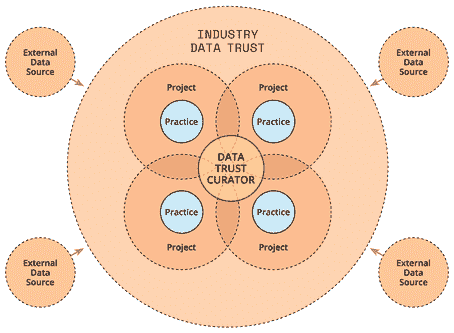 INDUSTRY
DATA TRUST
External
Data
Source
External
Data
Source
Project
Project
Practice
Practice
DATA
TRUST
CURATOR
Practice
Practice
Project
Project
External
Data
Source
External
Data
Source